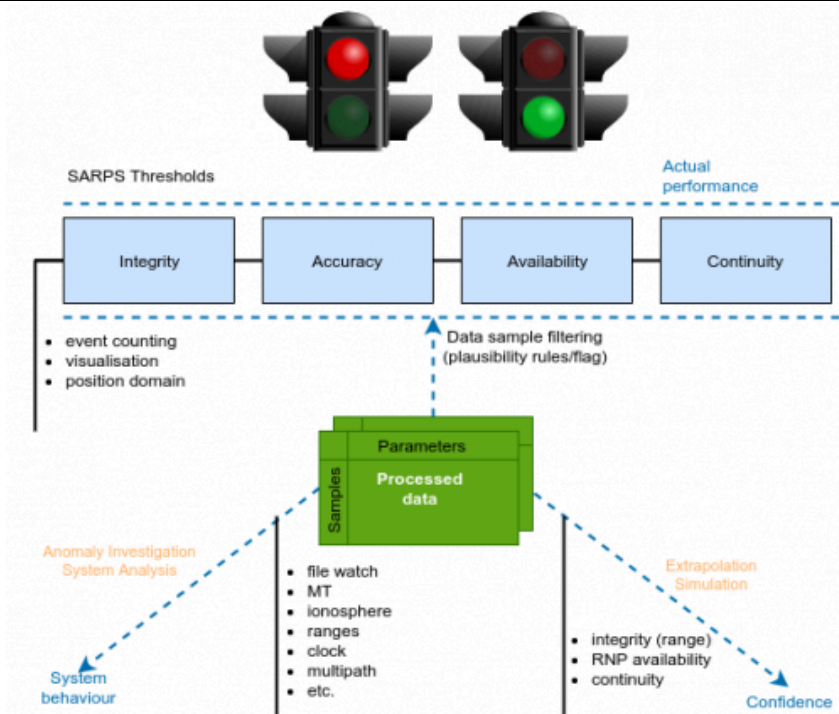 SARPS Thresholds
Actual
performance
Integrity
Accuracy
Availability
Continuity
• event counting
• visualisation
• position domain
Data sample filtering
(plausibility rules/flag)
Parameters
Samples
Processed
data
Anomaly Investigation
System Analysis
• file watch
• MT
• ionosphere
• ranges
• clock
• multipath
• etc.
Extrapolation
Simulation
• integrity (range)
• RNP availability
• continuity
System
behaviour
Confidence